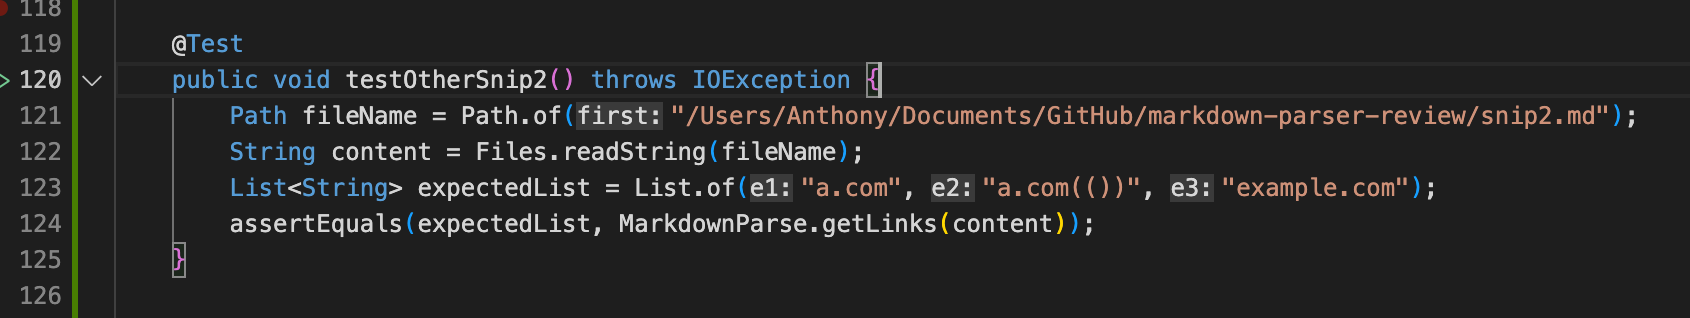 118
119 @Test
120 public void testOtherSnip2() throws IOException {
121 Path fileName = Path.of(first: "/Users/Anthony/Documents/GitHub/markdown-parser-review/snip2.md");
122 String content = Files.readString(fileName);
123 List<String> expectedList = List.of(e1: "a.com", e2: "a.com(())", e3: "example.com");
124 assertEquals(expectedList, MarkdownParse.getLinks(content));
125 }
126